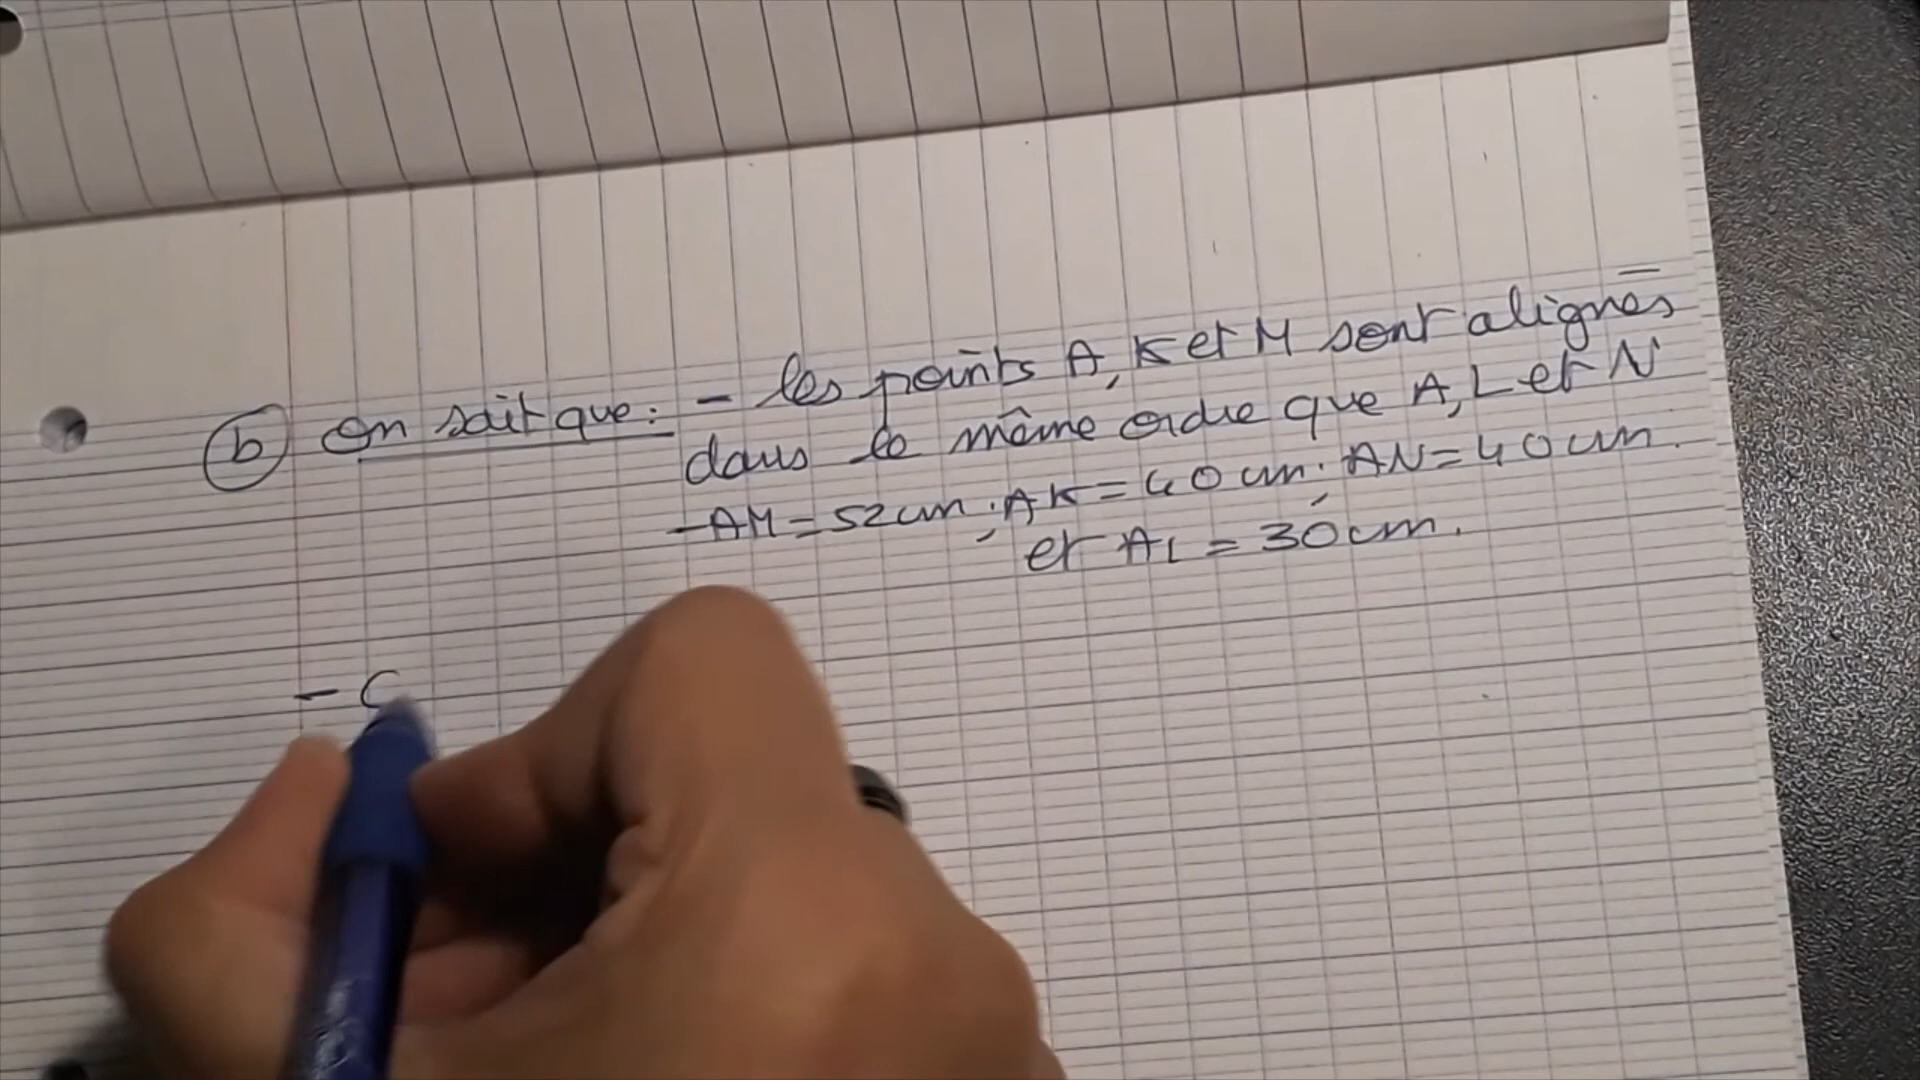 b On sait que : - les points A, K et M sont alignés
dans le même ordre que A, L et N
- AM = 52 cm ; AK = 40 cm ; AN = 40 cm.
et AL = 30 cm.
- C